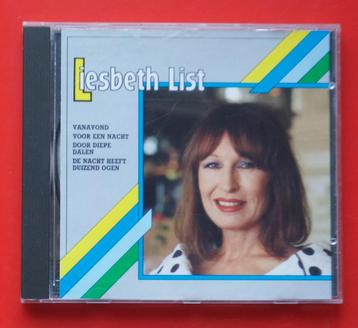 Liesbeth List
VANAVOND
VOOR EEN NACHT
DOOR DIEPE
DALEN
DE NACHT HEEFT
DUIZEND OGEN